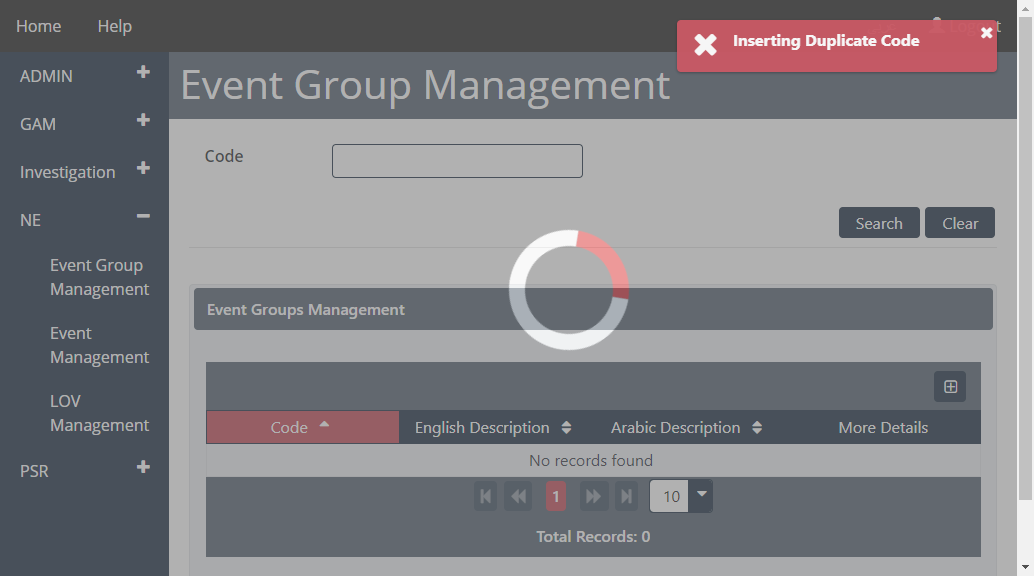 Home Help
Inserting Duplicate Code
ADMIN
GAM
Investigation
NE
Event Group
Management
Event
Management
LOV
Management
PSR
Event Group Management
Code
Search Clear
Event Groups Management
Code English Description Arabic Description More Details
No records found
1 10
Total Records: 0